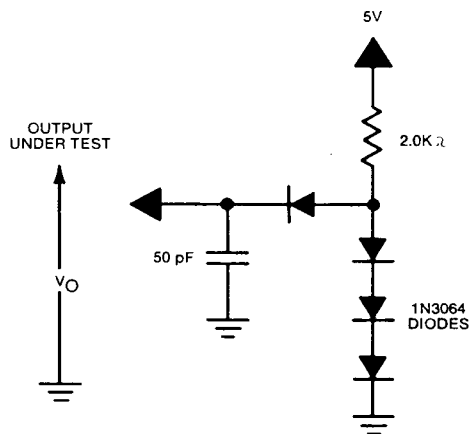 5V
OUTPUT
UNDER TEST
2.0K Ω
50 pF
VO
1N3064
DIODES